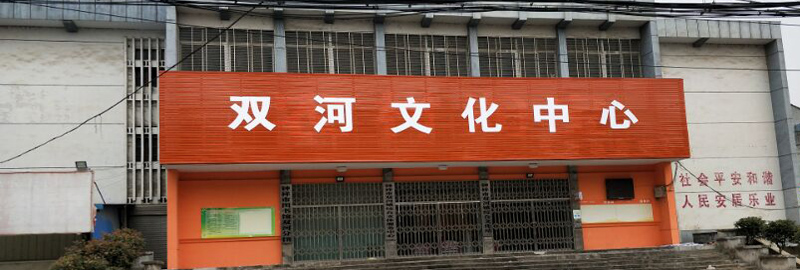 双河文化中心
社会平安和谐
人民安居乐业